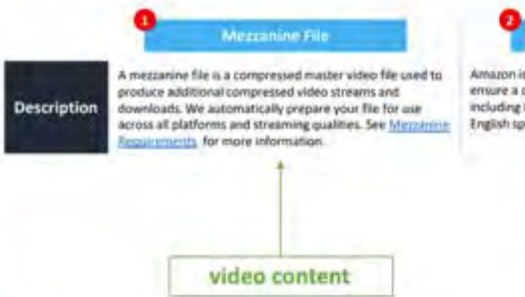 1
Mezzanine File
2
Description
A mezzanine file is a compressed master video file used to
produce additional compressed video streams and
downloads. We automatically prepare your file for use
across all platforms and streaming qualities. See Mezzanine
Requirements for more information.
Amazon is
ensure a c
including
English sp
video content